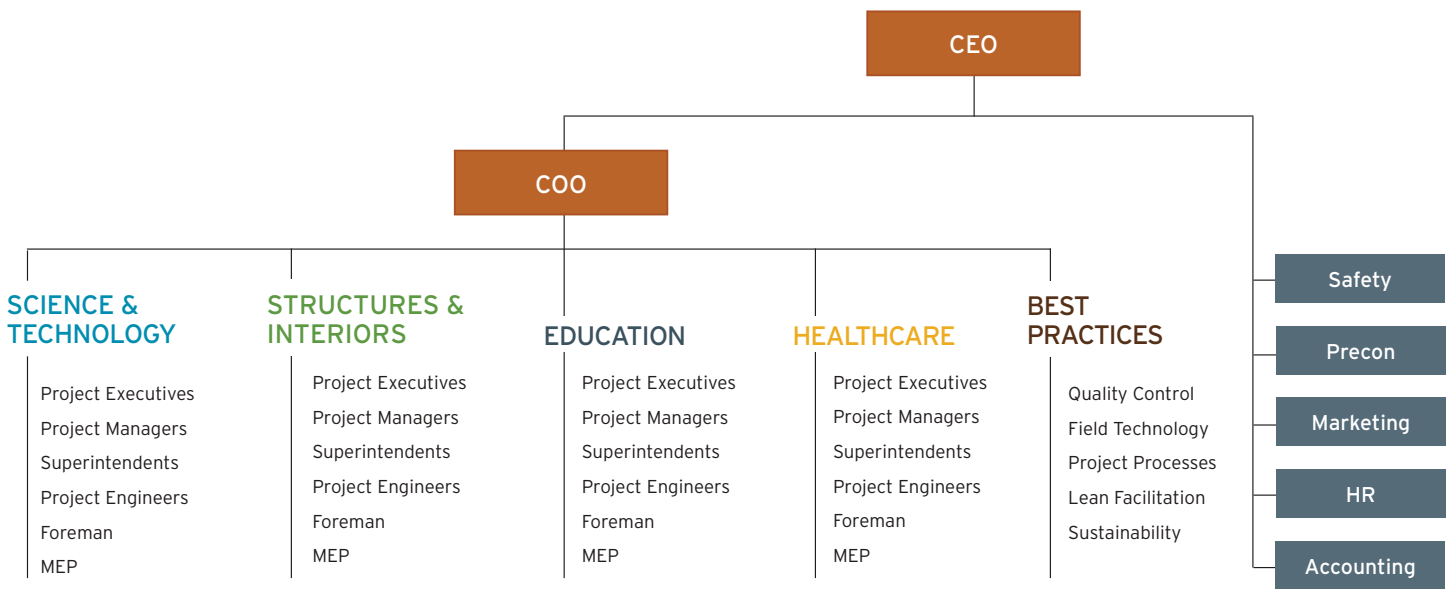 CEO
COO
SCIENCE &
TECHNOLOGY
Project Executives
Project Managers
Superintendents
Project Engineers
Foreman
MEP
STRUCTURES &
INTERIORS
Project Executives
Project Managers
Superintendents
Project Engineers
Foreman
MEP
EDUCATION
Project Executives
Project Managers
Superintendents
Project Engineers
Foreman
MEP
HEALTHCARE
Project Executives
Project Managers
Superintendents
Project Engineers
Foreman
MEP
BEST
PRACTICES
Quality Control
Field Technology
Project Processes
Lean Facilitation
Sustainability
Safety
Precon
Marketing
HR
Accounting